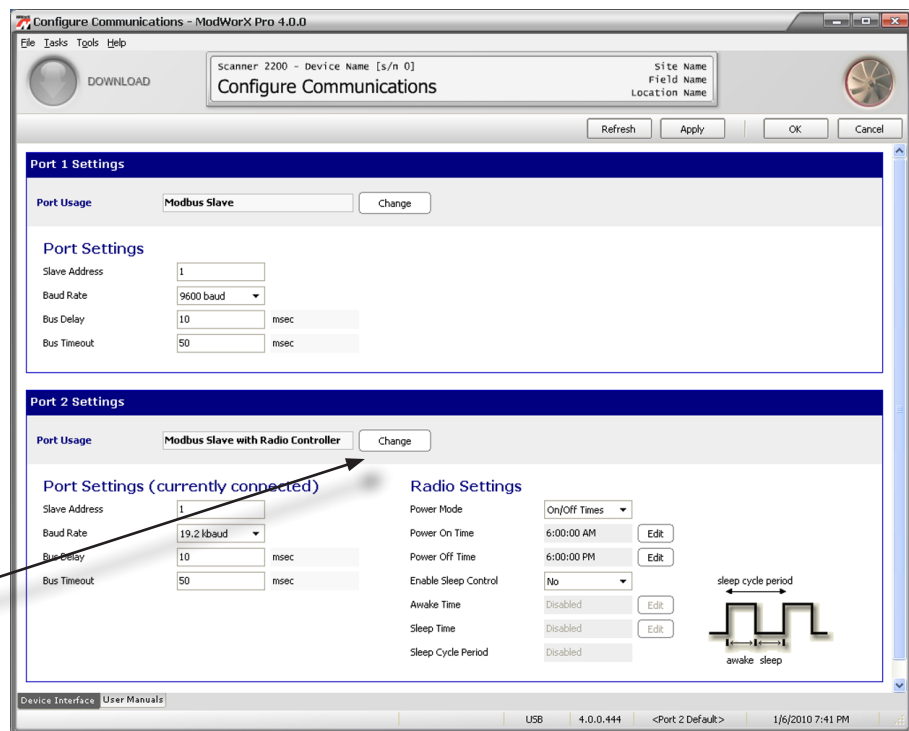 Configure Communications - ModWorX Pro 4.0.0
File Tasks Tools Help
DOWNLOAD
Scanner 2200 - Device Name [s/n 0]
Configure Communications
Site Name
Field Name
Location Name
Refresh Apply OK Cancel
Port 1 Settings
Port Usage Modbus Slave Change
Port Settings
Slave Address 1
Baud Rate 9600 baud
Bus Delay 10 msec
Bus Timeout 50 msec
Port 2 Settings
Port Usage Modbus Slave with Radio Controller Change
Port Settings (currently connected)
Slave Address 1
Baud Rate 19.2 kbaud
Bus Delay 10 msec
Bus Timeout 50 msec
Radio Settings
Power Mode On/Off Times
Power On Time 6:00:00 AM Edit
Power Off Time 6:00:00 PM Edit
Enable Sleep Control No
Awake Time Disabled Edit
Sleep Time Disabled Edit
Sleep Cycle Period Disabled
sleep cycle period
awake sleep
Device Interface User Manuals
USB 4.0.0.444 <Port 2 Default> 1/6/2010 7:41 PM